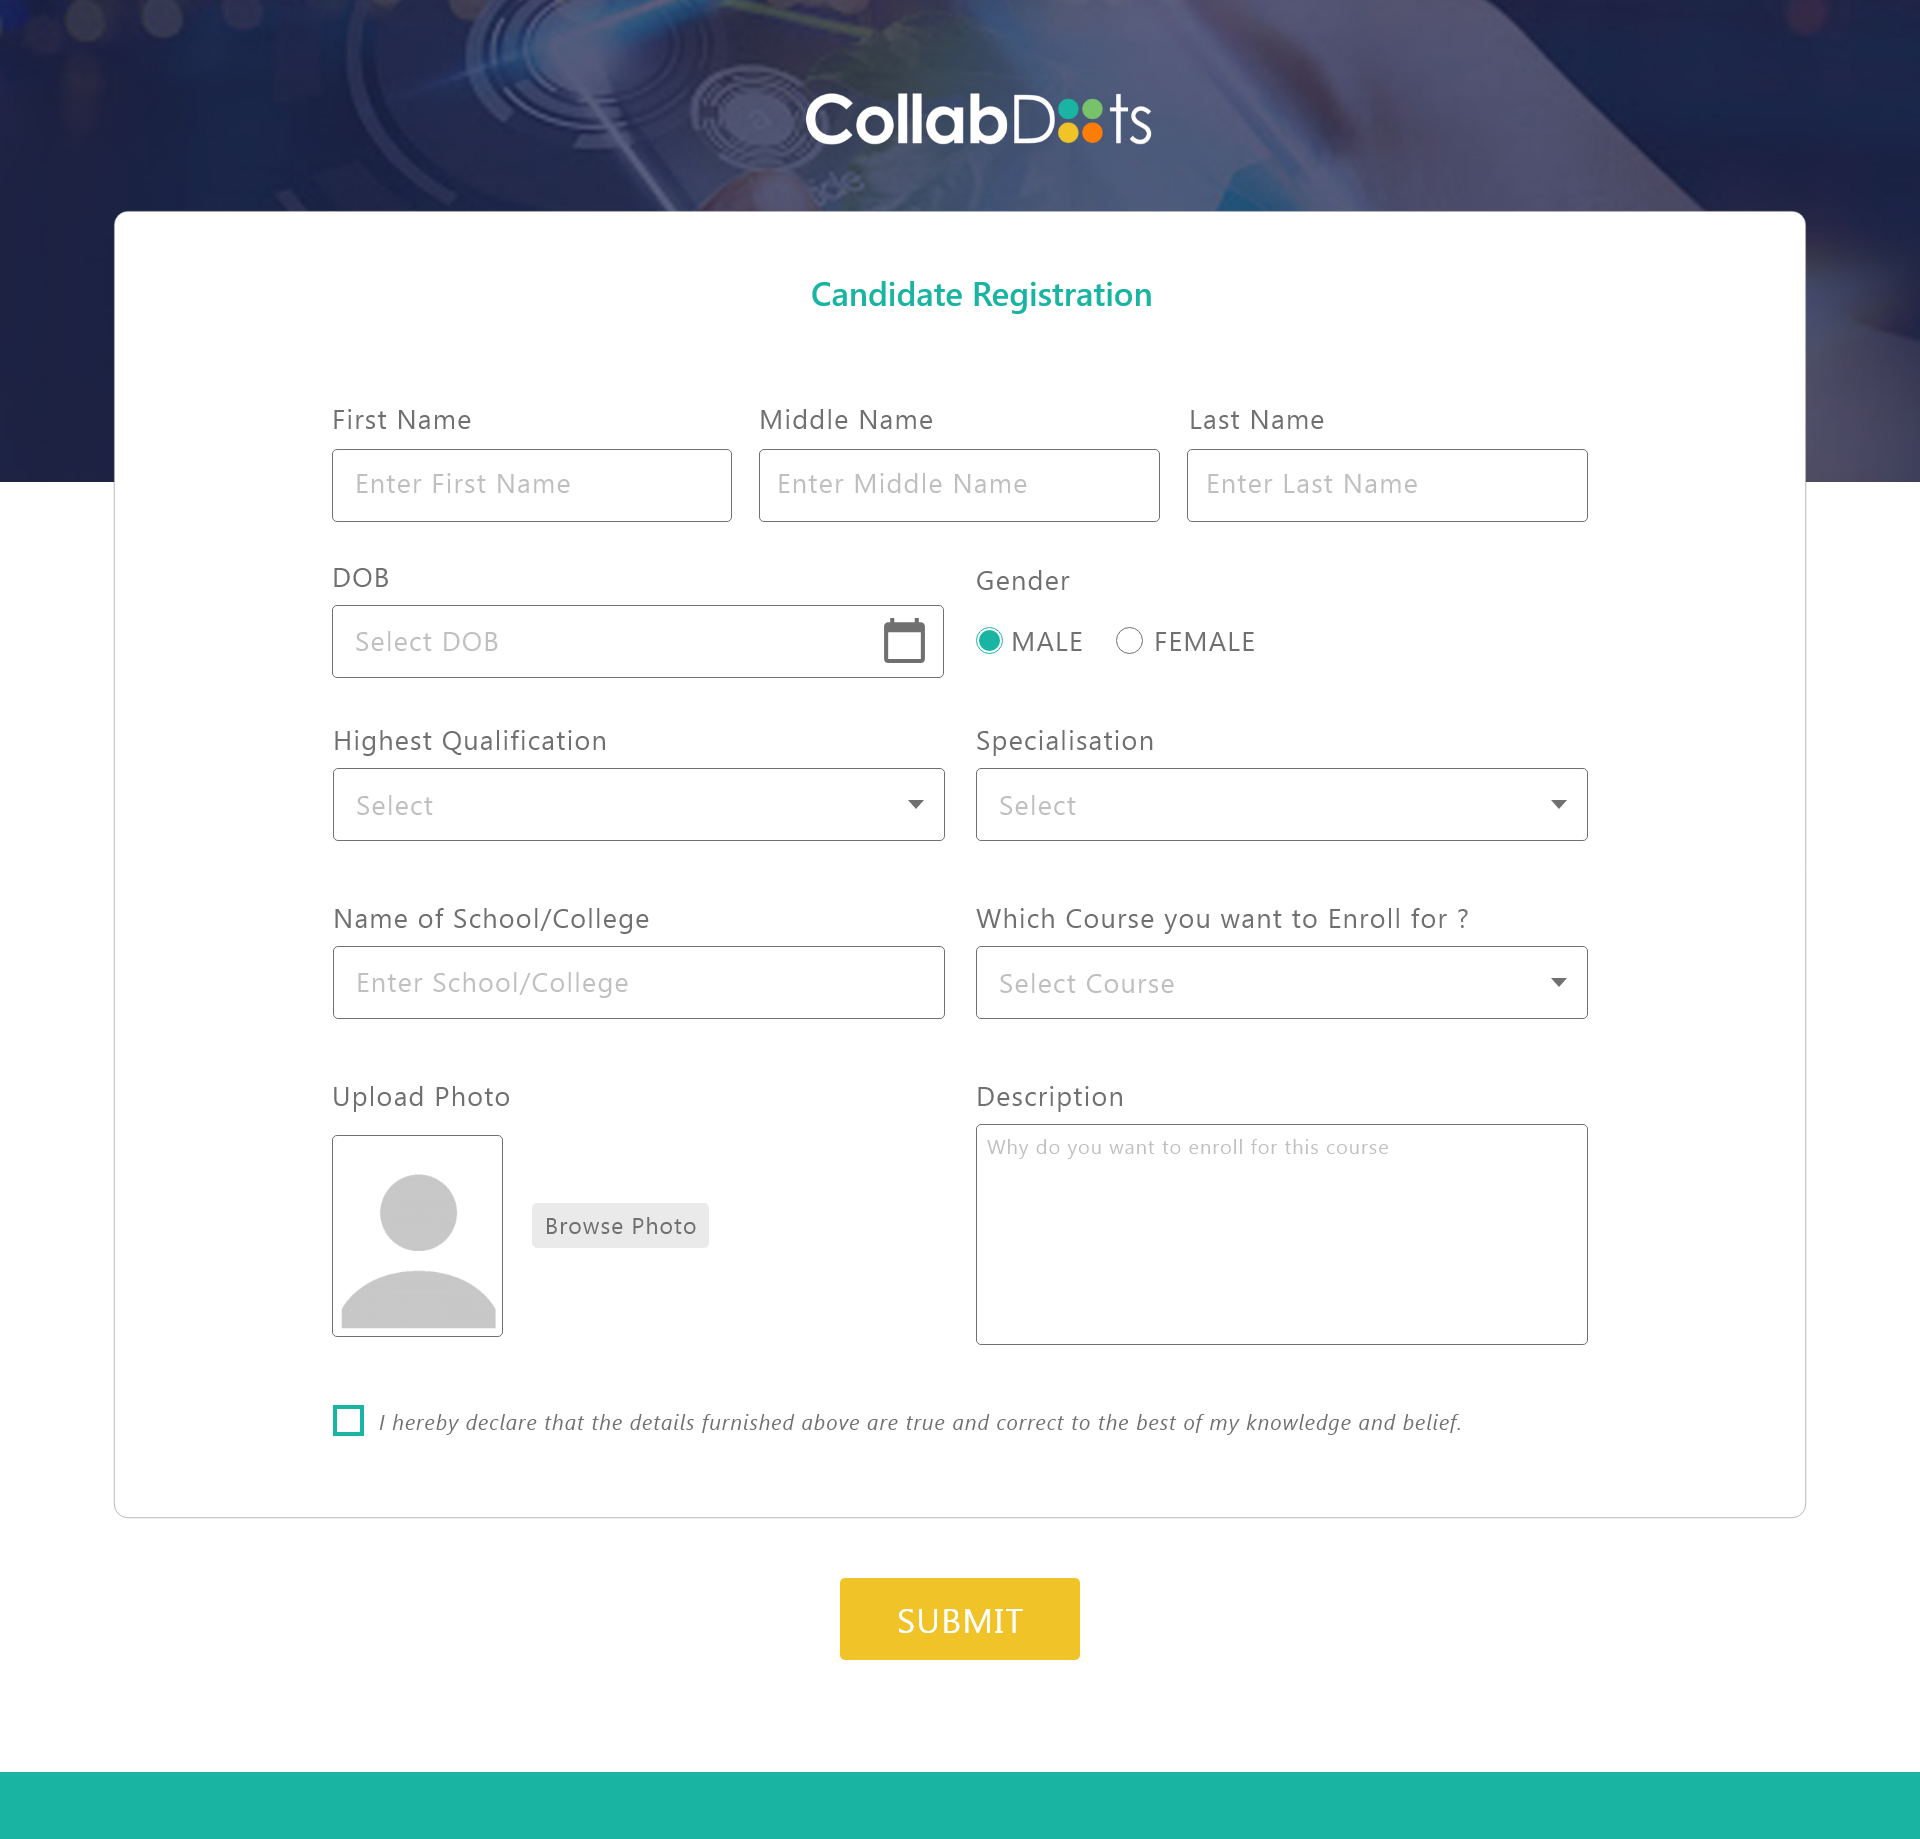 CollabDots
Candidate Registration
First Name
Middle Name
Last Name
Enter First Name
Enter Middle Name
Enter Last Name
DOB
Gender
Select DOB
MALE
FEMALE
Highest Qualification
Specialisation
Select
Select
Name of School/College
Which Course you want to Enroll for ?
Enter School/College
Select Course
Upload Photo
Description
Why do you want to enroll for this course
Browse Photo
I hereby declare that the details furnished above are true and correct to the best of my knowledge and belief.
SUBMIT